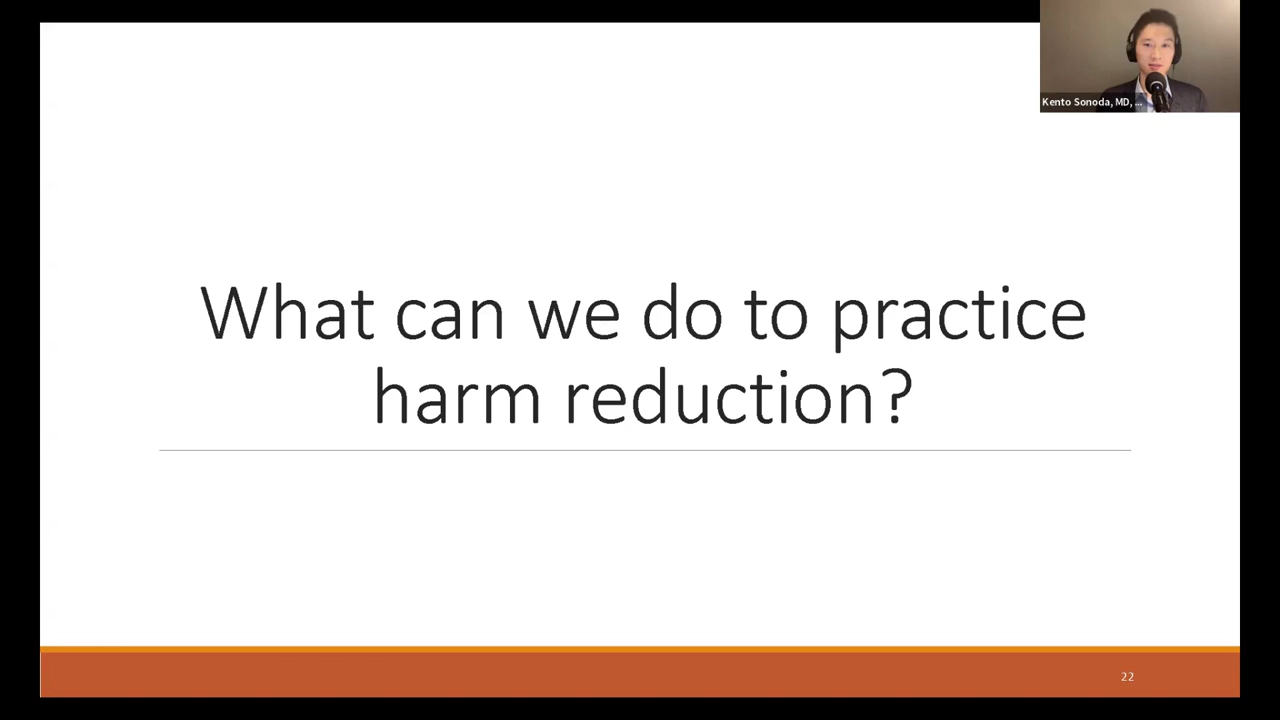 Kento Sonoda, MD, ...
What can we do to practice
harm reduction?
22